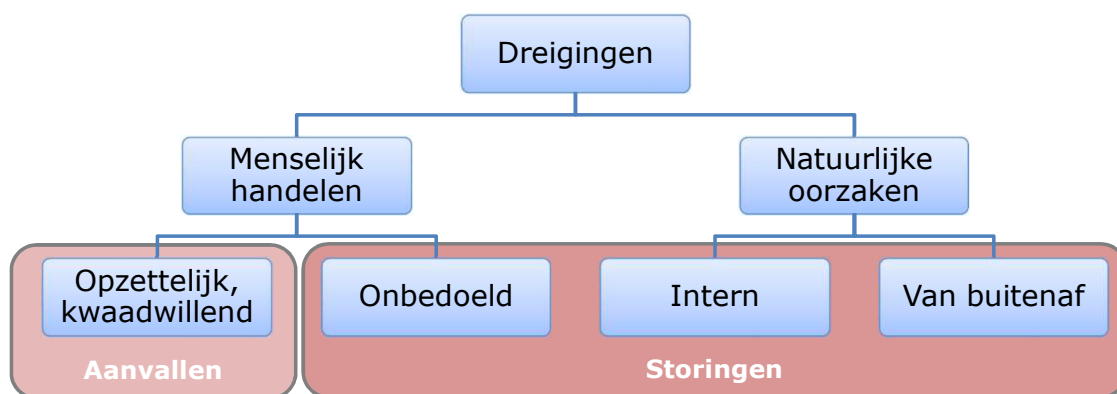 Dreigingen
Menselijk
handelen
Natuurlijke
oorzaken
Opzettelijk,
kwaadwillend
Onbedoeld
Intern
Van buitenaf
Aanvallen
Storingen